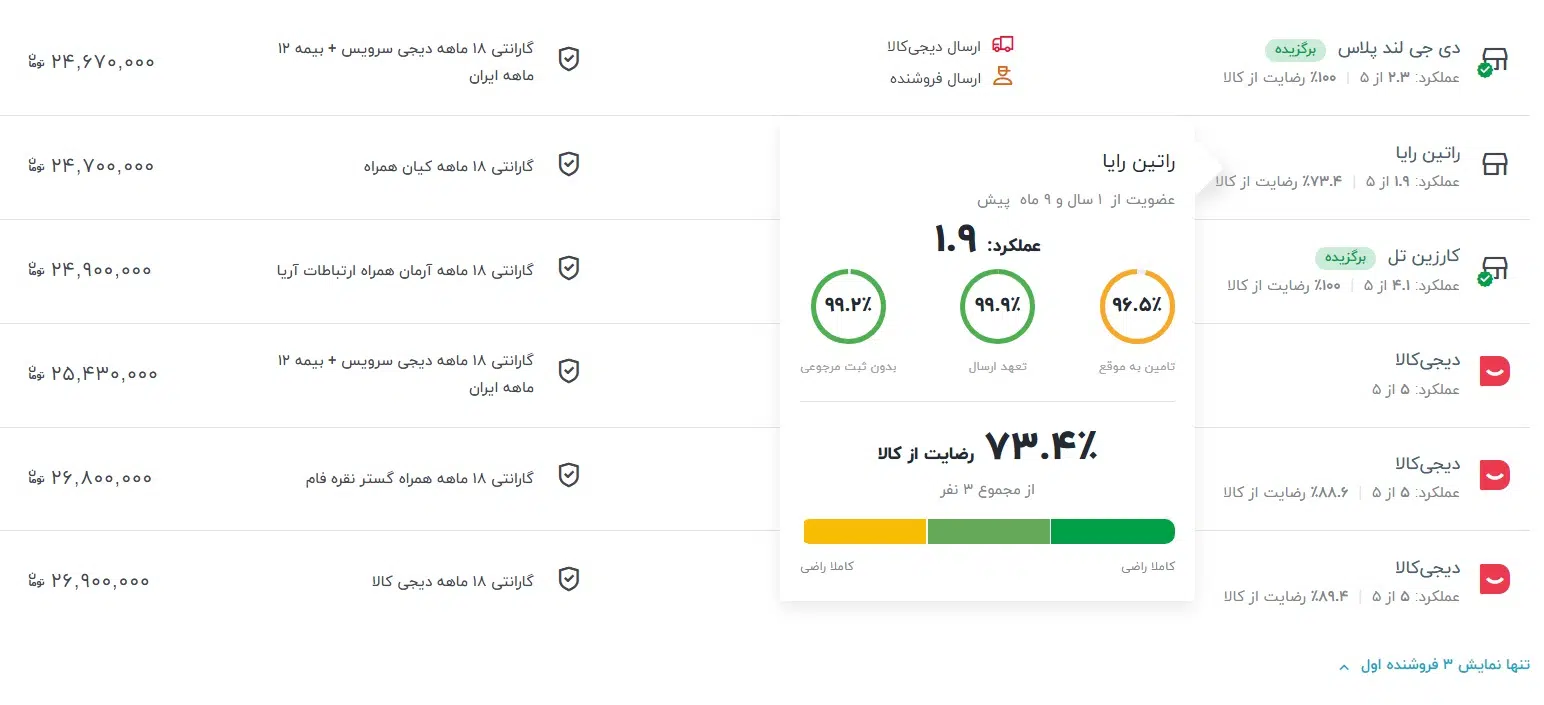 دی جی لند پلاس برگزیده
عملکرد: ۲.۳ از ۵ | ۱۰۰٪ رضایت از کالا
ارسال دیجی‌کالا
ارسال فروشنده
گارانتی ۱۸ ماهه دیجی سرویس + بیمه ۱۲
ماهه ایران
۲۴,۶۷۰,۰۰۰ تومان
راتین رایا
عملکرد: ۱.۹ از ۵ | ۷۳.۴٪ رضایت از کالا
گارانتی ۱۸ ماهه کیان همراه
۲۴,۷۰۰,۰۰۰ تومان
راتین رایا
عضویت از ۱ سال و ۹ ماه پیش
عملکرد: ۱.۹
۹۶.۵٪ ۹۹.۹٪ ۹۹.۲٪
تامین به موقع تعهد ارسال بدون ثبت مرجوعی
۷۳.۴٪ رضایت از کالا
از مجموع ۳ نفر
کاملا راضی کاملا راضی
کارزین تل برگزیده
عملکرد: ۴.۱ از ۵ | ۱۰۰٪ رضایت از کالا
گارانتی ۱۸ ماهه آرمان همراه ارتباطات آریا
۲۴,۹۰۰,۰۰۰ تومان
دیجی‌کالا
عملکرد: ۵ از ۵
گارانتی ۱۸ ماهه دیجی سرویس + بیمه ۱۲
ماهه ایران
۲۵,۴۳۰,۰۰۰ تومان
دیجی‌کالا
عملکرد: ۵ از ۵ | ۸۸.۶٪ رضایت از کالا
گارانتی ۱۸ ماهه همراه گستر نقره فام
۲۶,۸۰۰,۰۰۰ تومان
دیجی‌کالا
عملکرد: ۵ از ۵ | ۸۹.۴٪ رضایت از کالا
گارانتی ۱۸ ماهه دیجی کالا
۲۶,۹۰۰,۰۰۰ تومان
تنها نمایش ۳ فروشنده اول